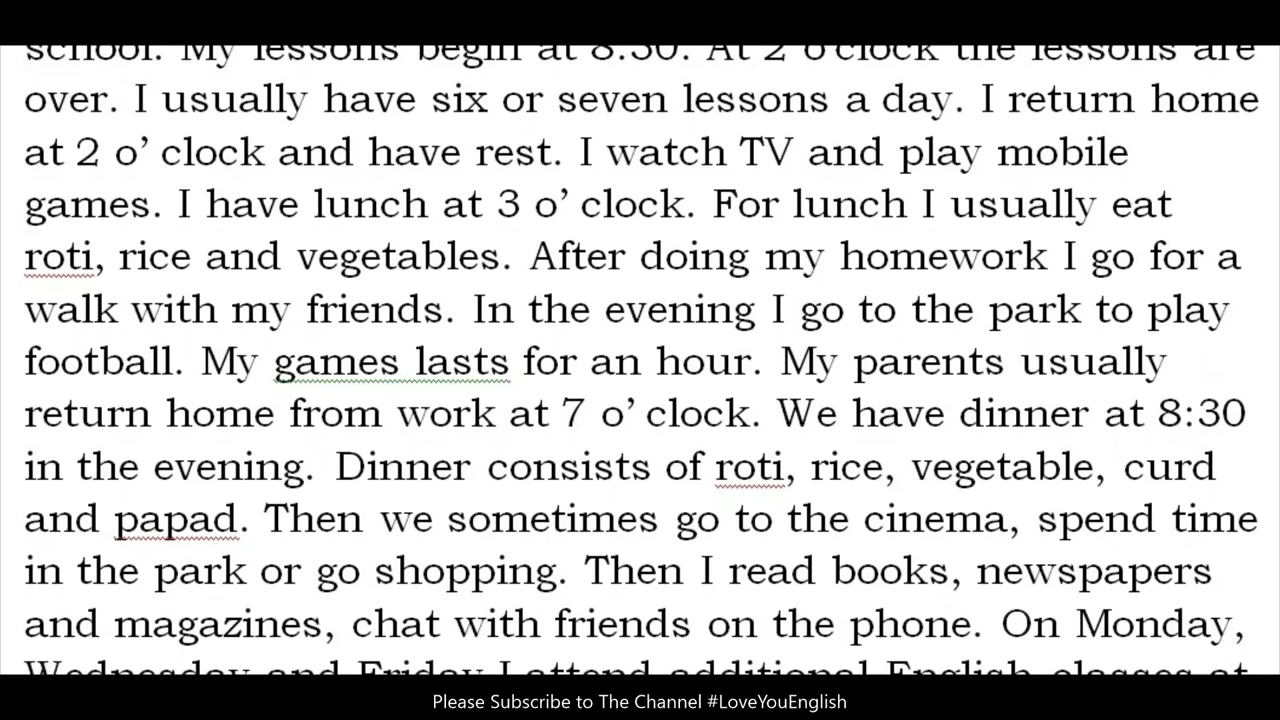 school. My lessons begin at 8.30. At 2 o'clock the lessons are
over. I usually have six or seven lessons a day. I return home
at 2 o’ clock and have rest. I watch TV and play mobile
games. I have lunch at 3 o’ clock. For lunch I usually eat
roti, rice and vegetables. After doing my homework I go for a
walk with my friends. In the evening I go to the park to play
football. My games lasts for an hour. My parents usually
return home from work at 7 o’ clock. We have dinner at 8:30
in the evening. Dinner consists of roti, rice, vegetable, curd
and papad. Then we sometimes go to the cinema, spend time
in the park or go shopping. Then I read books, newspapers
and magazines, chat with friends on the phone. On Monday,
Wednesday and Friday I attend additional English classes at
Please Subscribe to The Channel #LoveYouEnglish